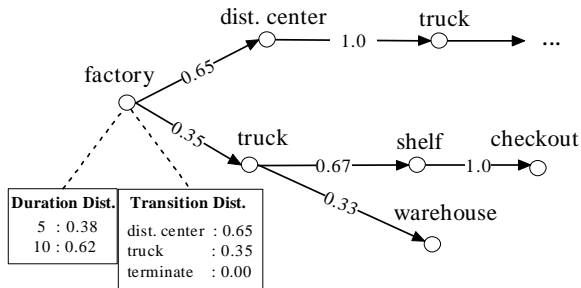 dist. center
truck
1.0
...
factory
0.65
0.35
truck
shelf
checkout
0.67
1.0
0.33
warehouse
Duration Dist.
5 : 0.38
10 : 0.62
Transition Dist.
dist. center : 0.65
truck : 0.35
terminate : 0.00